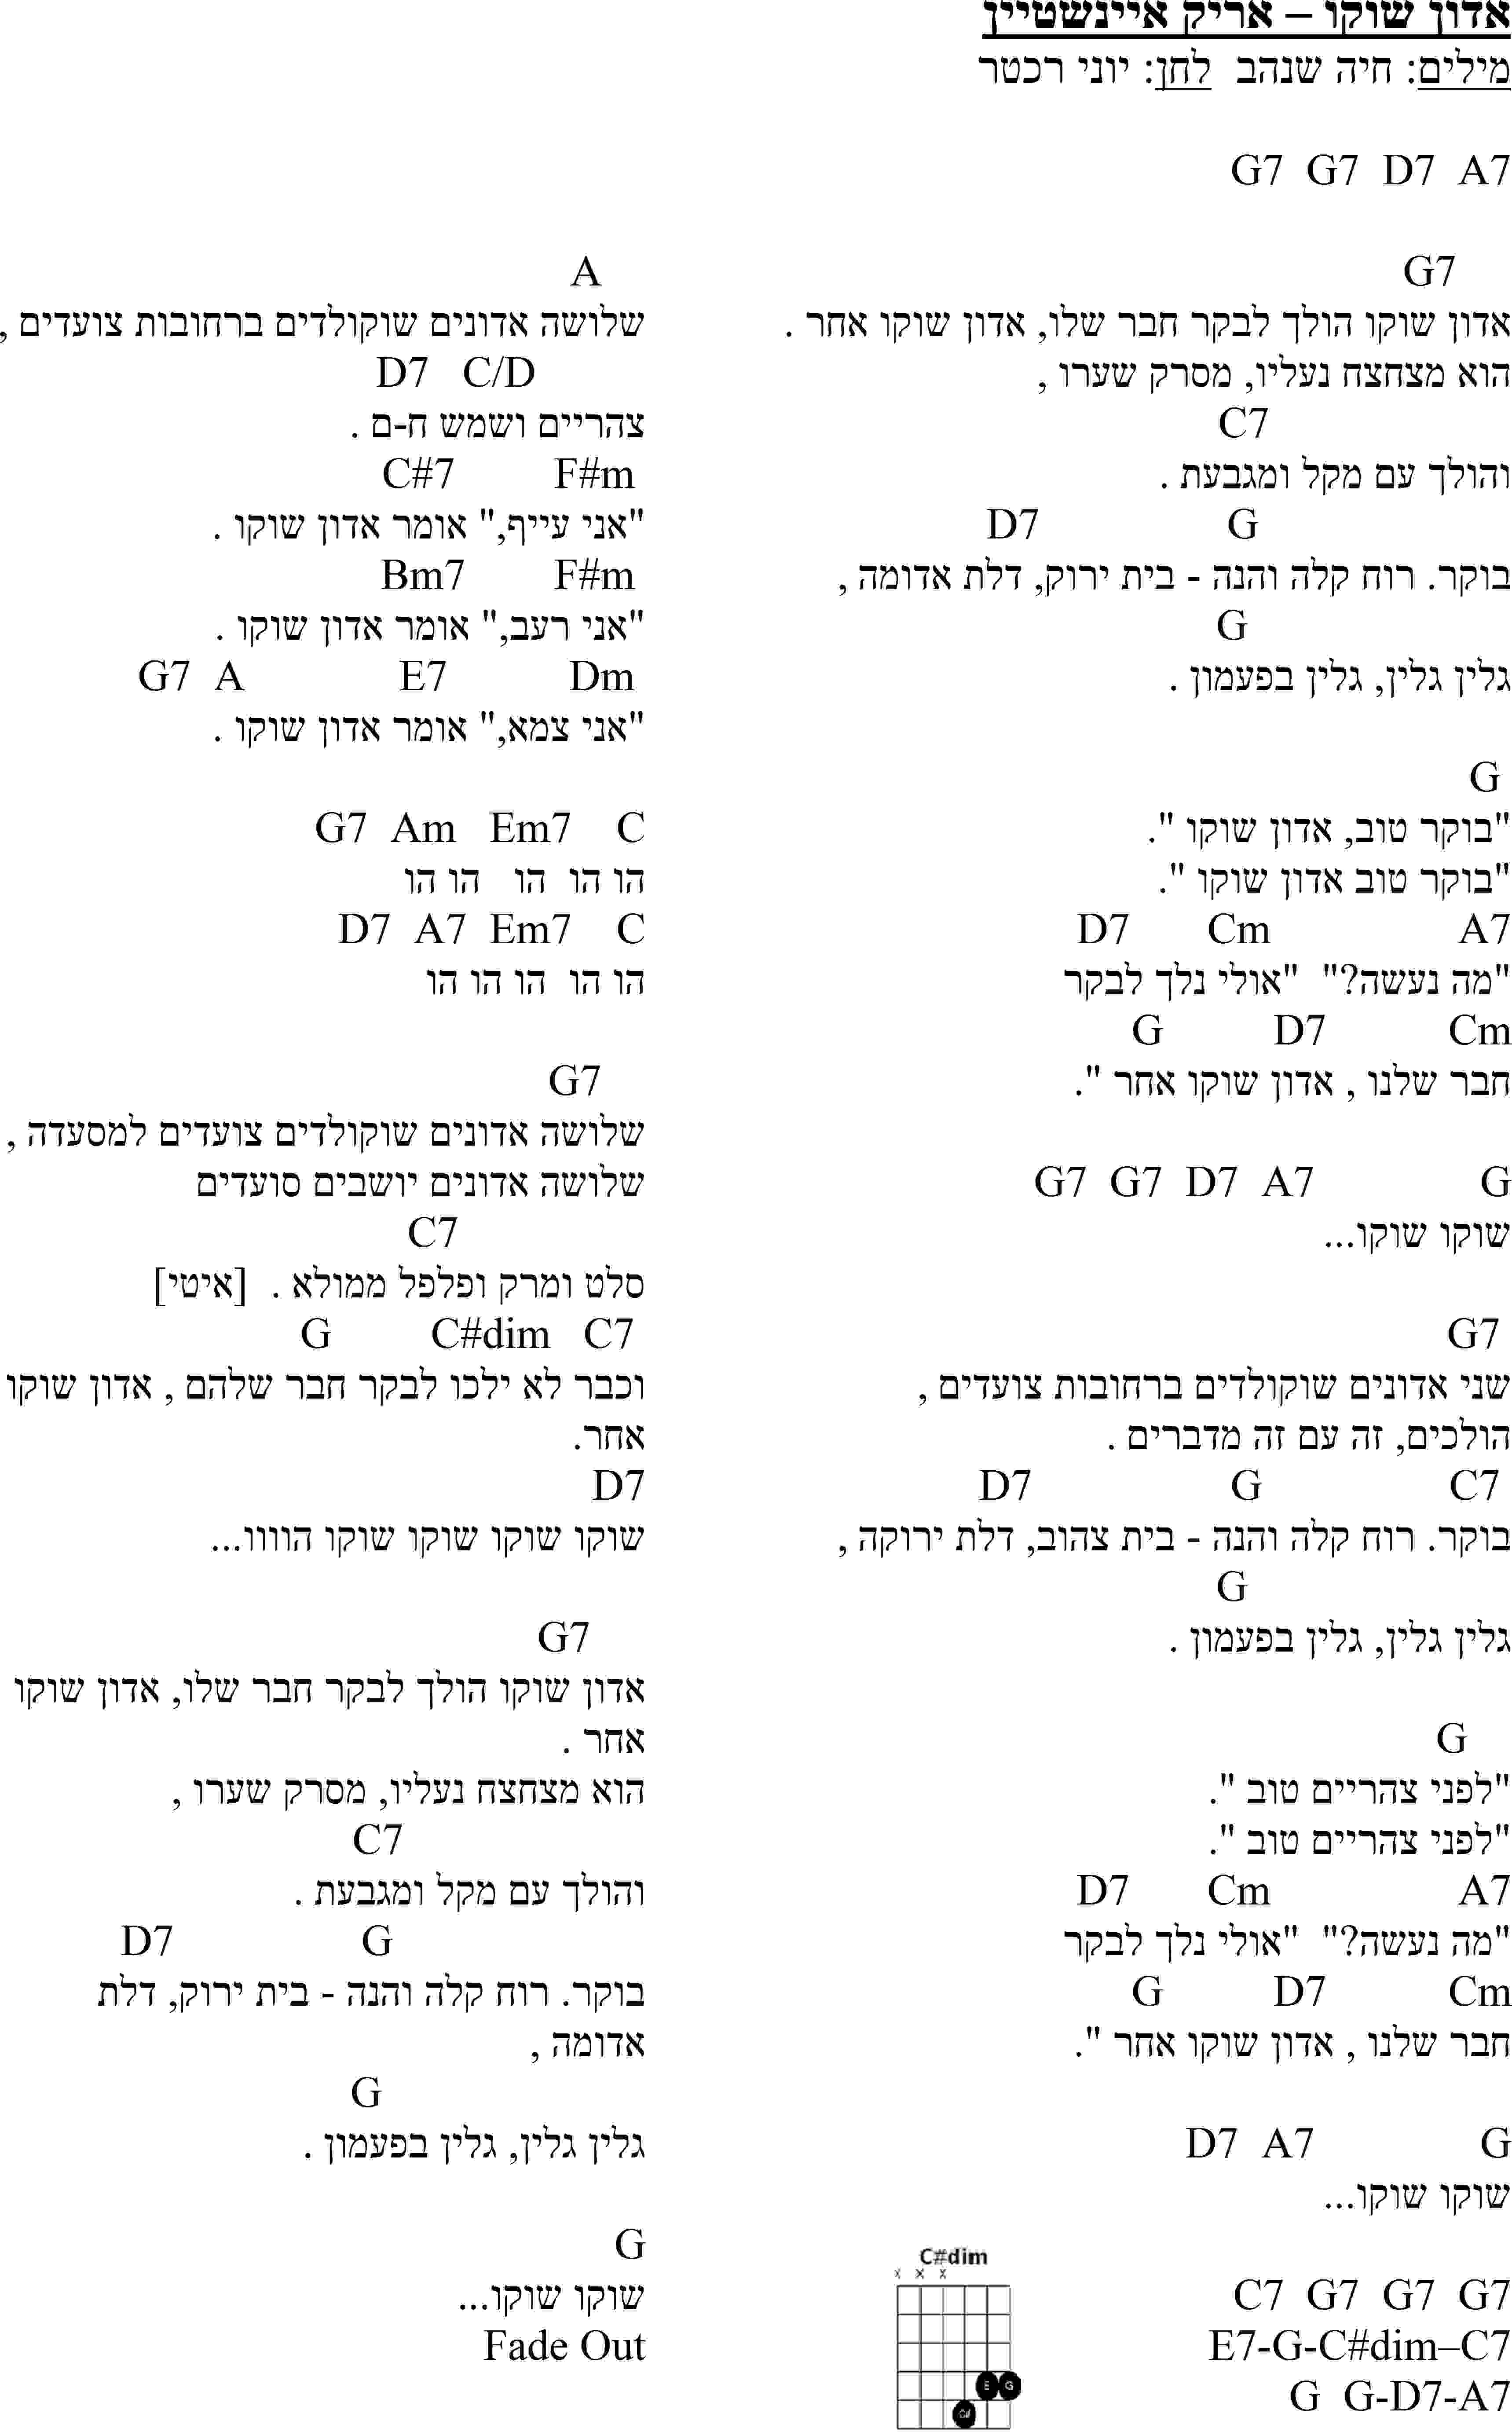 אדון שוקו – אריק איינשטיין
מילים: חיה שנהב  לחן: יוני רכטר
G7  G7  D7  A7
G7
אדון שוקו הולך לבקר חבר שלו, אדון שוקו אחר .
הוא מצחצח נעליו, מסרק שערו ,
C7
והולך עם מקל ומגבעת .
D7  G
בוקר. רוח קלה והנה - בית ירוק, דלת אדומה ,
G
גלין גלין, גלין בפעמון .
G
"בוקר טוב, אדון שוקו ".
"בוקר טוב אדון שוקו ".
D7  Cm  A7
"מה נעשה?"  "אולי נלך לבקר
G  D7  Cm
חבר שלנו , אדון שוקו אחר ".
G7  G7  D7  A7  G
שוקו שוקו...
G7
שני אדונים שוקולדים ברחובות צועדים ,
הולכים, זה עם זה מדברים .
D7  G  C7
בוקר. רוח קלה והנה - בית צהוב, דלת ירוקה ,
G
גלין גלין, גלין בפעמון .
G
"לפני צהריים טוב ".
"לפני צהריים טוב ".
D7  Cm  A7
"מה נעשה?"  "אולי נלך לבקר
G  D7  Cm
חבר שלנו , אדון שוקו אחר ".
D7  A7  G
שוקו שוקו...
C7  G7  G7  G7
E7-G-C#dim–C7
G  G-D7-A7
C#dim
x x x
E G
C#
A
שלושה אדונים שוקולדים ברחובות צועדים ,
D7  C/D
צהריים ושמש ח-ם .
C#7  F#m
"אני עייף," אומר אדון שוקו .
Bm7  F#m
"אני רעב," אומר אדון שוקו .
G7  A  E7  Dm
"אני צמא," אומר אדון שוקו .
G7  Am  Em7  C
הו הו  הו  הו הו
D7  A7  Em7  C
הו הו  הו הו הו
G7
שלושה אדונים שוקולדים צועדים למסעדה ,
שלושה אדונים יושבים סועדים
C7
סלט ומרק ופלפל ממולא .  [איטי]
G  C#dim  C7
וכבר לא ילכו לבקר חבר שלהם , אדון שוקו
אחר.
D7
שוקו שוקו שוקו שוקו הוווו...
G7
אדון שוקו הולך לבקר חבר שלו, אדון שוקו
אחר .
הוא מצחצח נעליו, מסרק שערו ,
C7
והולך עם מקל ומגבעת .
D7  G
בוקר. רוח קלה והנה - בית ירוק, דלת
אדומה ,
G
גלין גלין, גלין בפעמון .
G
שוקו שוקו...
Fade Out